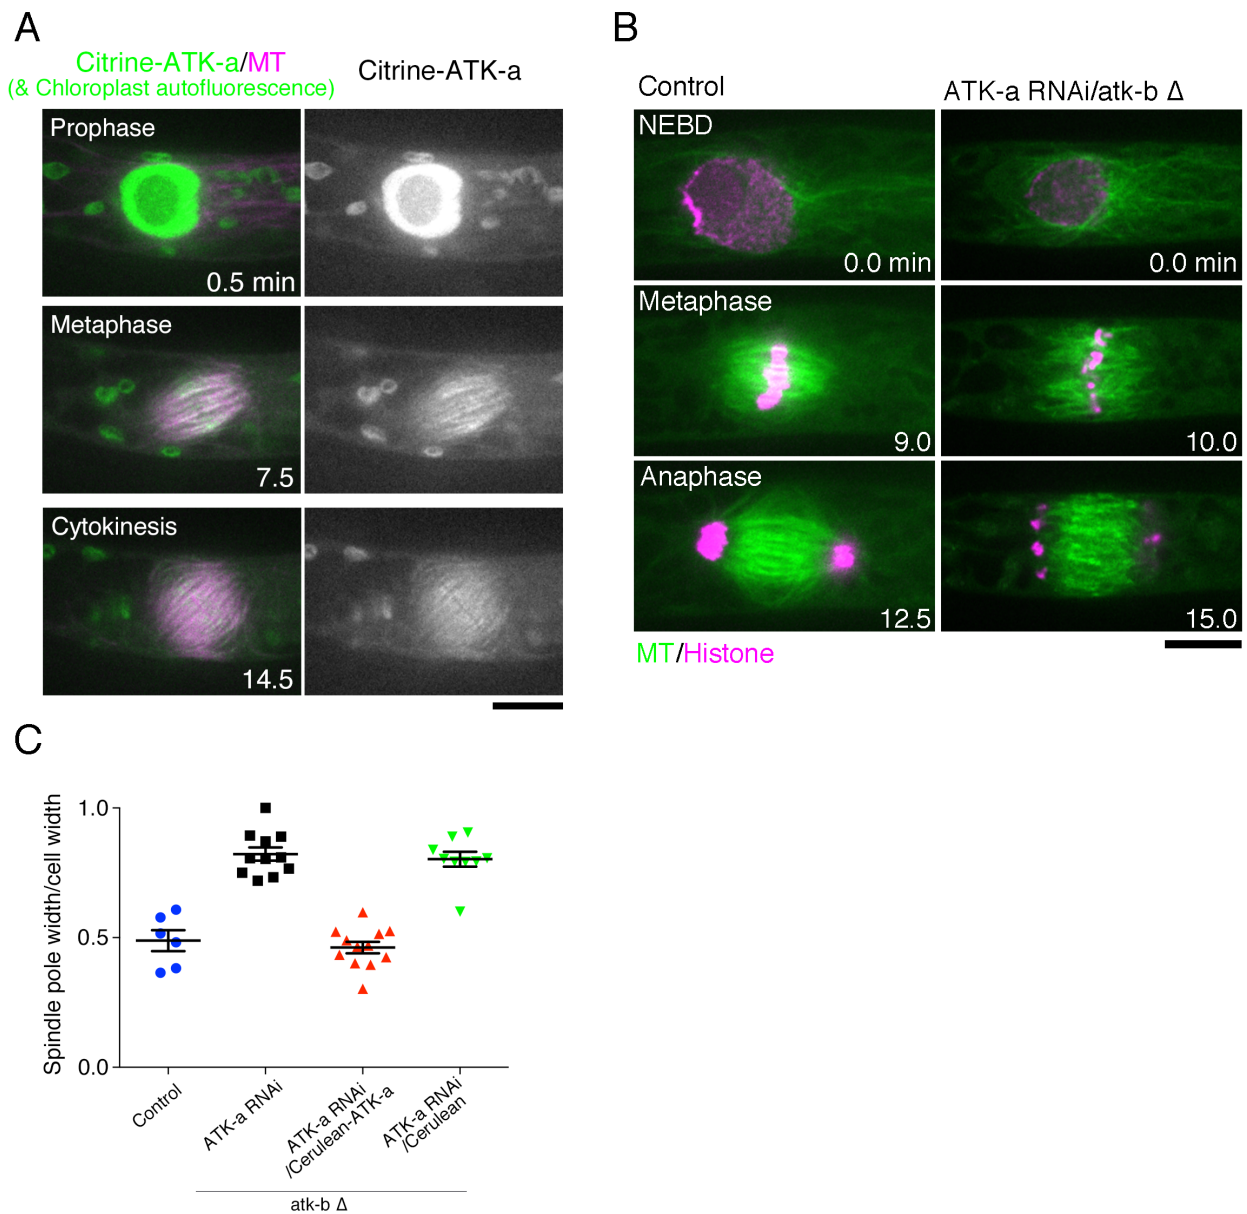 A
Citrine-ATK-a/MT
(& Chloroplast autofluorescence)
Citrine-ATK-a
Prophase
0.5 min
Metaphase
7.5
Cytokinesis
14.5
B
Control
ATK-a RNAi/atk-b Δ
NEBD
0.0 min
0.0 min
Metaphase
9.0
10.0
Anaphase
12.5
15.0
MT/Histone
C
Spindle pole width/cell width
1.0
0.5
0.0
Control
ATK-a RNAi
ATK-a RNAi
/Cerulean-ATK-a
ATK-a RNAi
/Cerulean
atk-b Δ